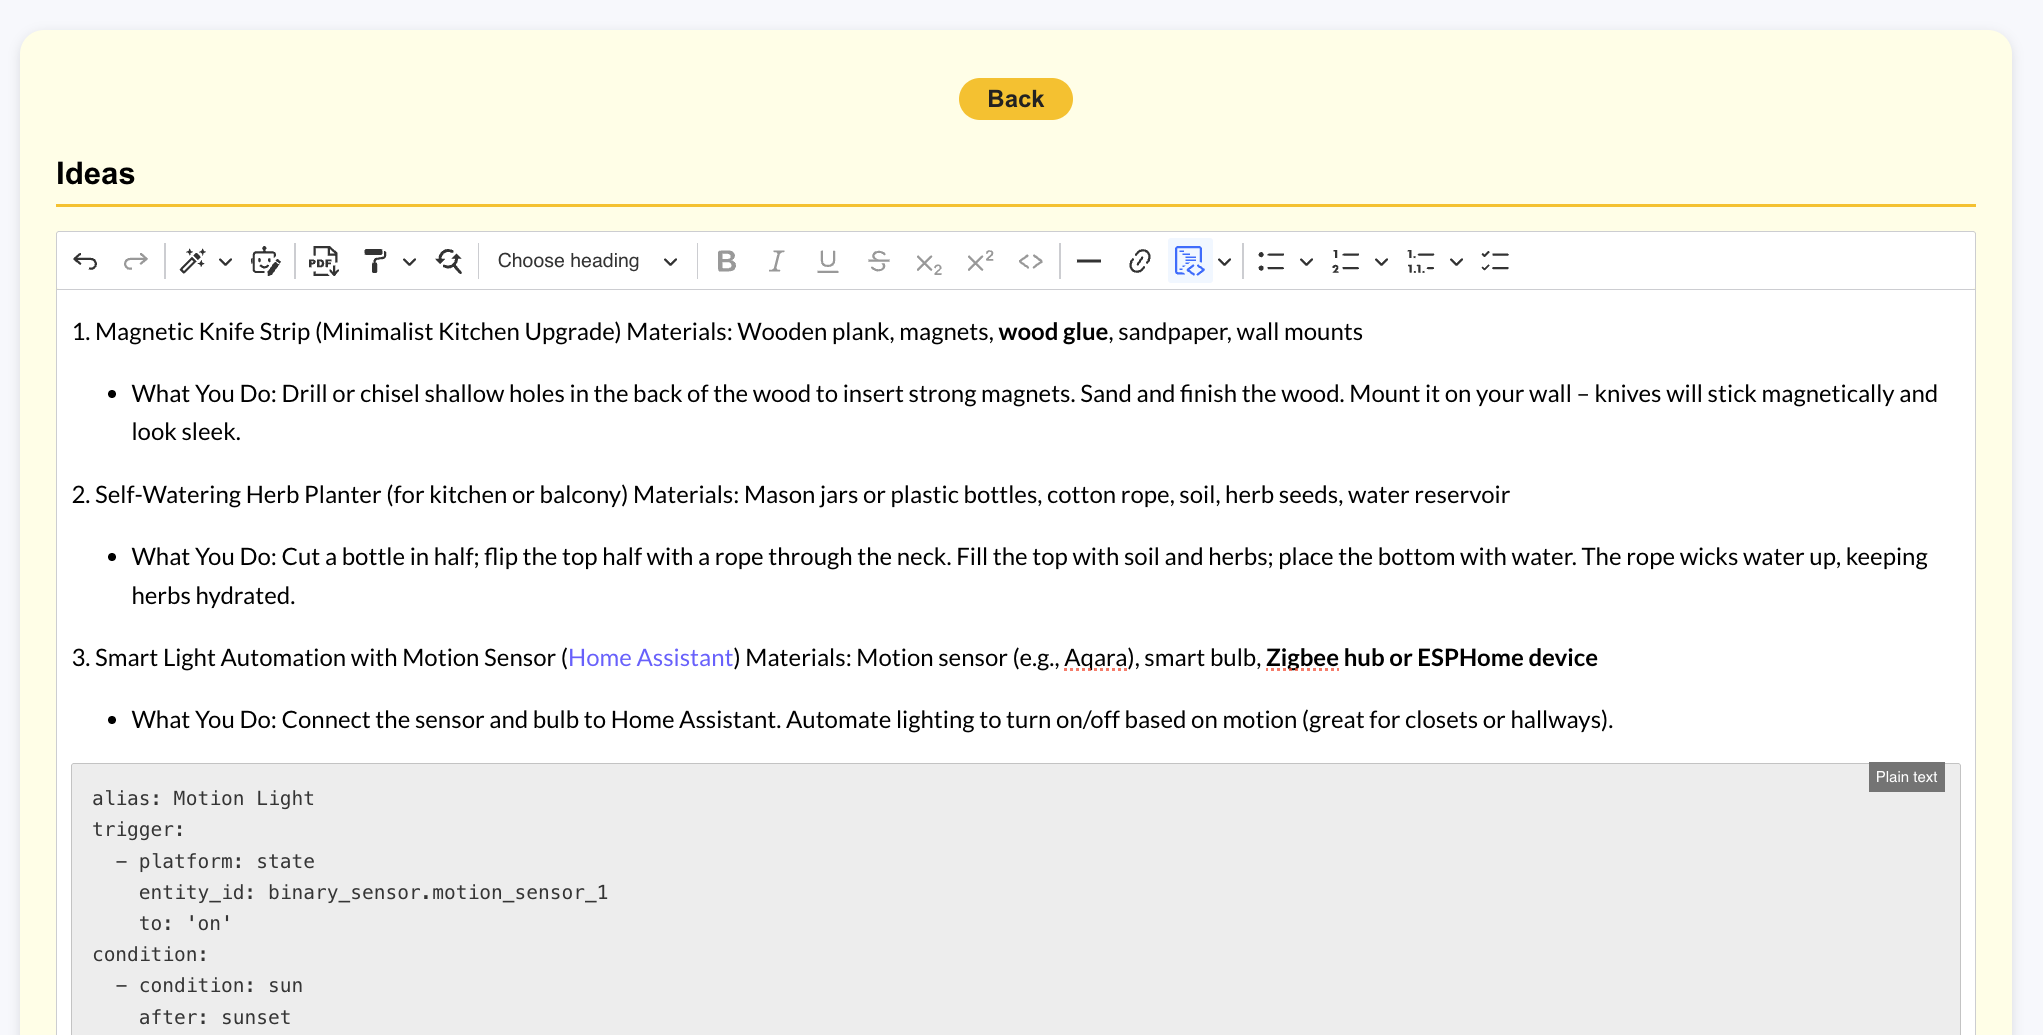 Back
Ideas
PDF Choose heading B I U S X2 X2 <>
1. Magnetic Knife Strip (Minimalist Kitchen Upgrade) Materials: Wooden plank, magnets, wood glue, sandpaper, wall mounts
• What You Do: Drill or chisel shallow holes in the back of the wood to insert strong magnets. Sand and finish the wood. Mount it on your wall – knives will stick magnetically and
look sleek.
2. Self-Watering Herb Planter (for kitchen or balcony) Materials: Mason jars or plastic bottles, cotton rope, soil, herb seeds, water reservoir
• What You Do: Cut a bottle in half; flip the top half with a rope through the neck. Fill the top with soil and herbs; place the bottom with water. The rope wicks water up, keeping
herbs hydrated.
3. Smart Light Automation with Motion Sensor (Home Assistant) Materials: Motion sensor (e.g., Aqara), smart bulb, Zigbee hub or ESPHome device
• What You Do: Connect the sensor and bulb to Home Assistant. Automate lighting to turn on/off based on motion (great for closets or hallways).
Plain text
alias: Motion Light
trigger:
  - platform: state
    entity_id: binary_sensor.motion_sensor_1
    to: 'on'
condition:
  - condition: sun
    after: sunset